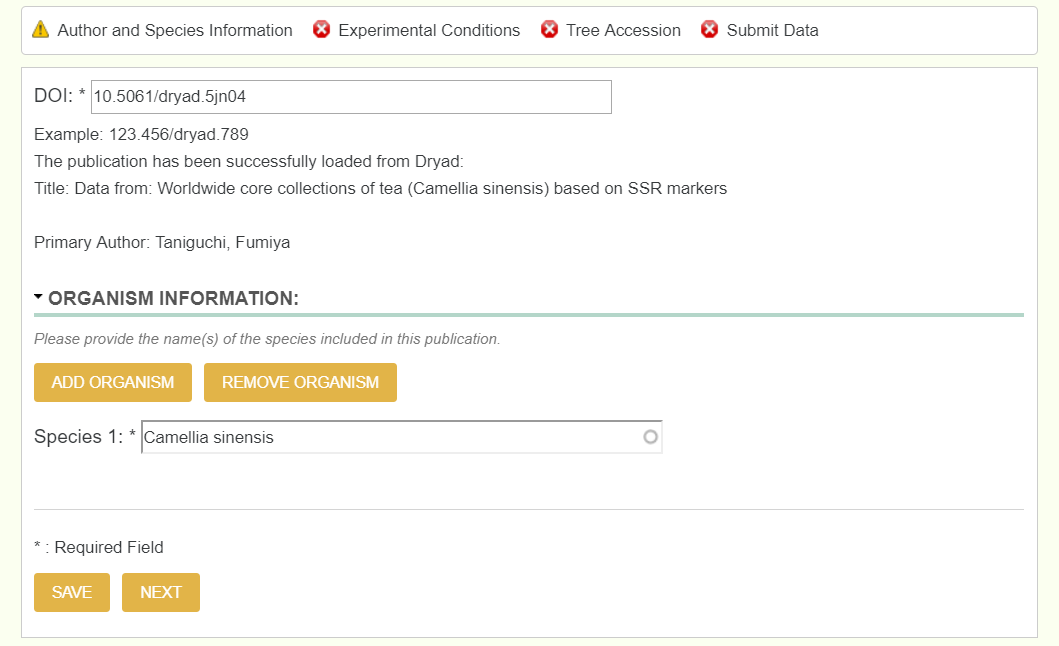 Author and Species Information Experimental Conditions Tree Accession Submit Data
DOI: * 10.5061/dryad.5jn04
Example: 123.456/dryad.789
The publication has been successfully loaded from Dryad:
Title: Data from: Worldwide core collections of tea (Camellia sinensis) based on SSR markers
Primary Author: Taniguchi, Fumiya
ORGANISM INFORMATION:
Please provide the name(s) of the species included in this publication.
ADD ORGANISM REMOVE ORGANISM
Species 1: * Camellia sinensis
* : Required Field
SAVE NEXT